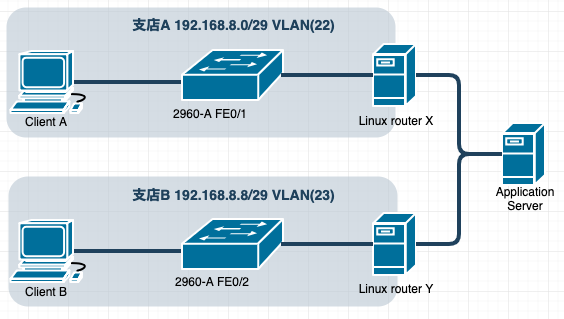 支店A 192.168.8.0/29 VLAN(22)
Client A
2960-A FE0/1
Linux router X
Application
Server
支店B 192.168.8.8/29 VLAN(23)
Client B
2960-A FE0/2
Linux router Y